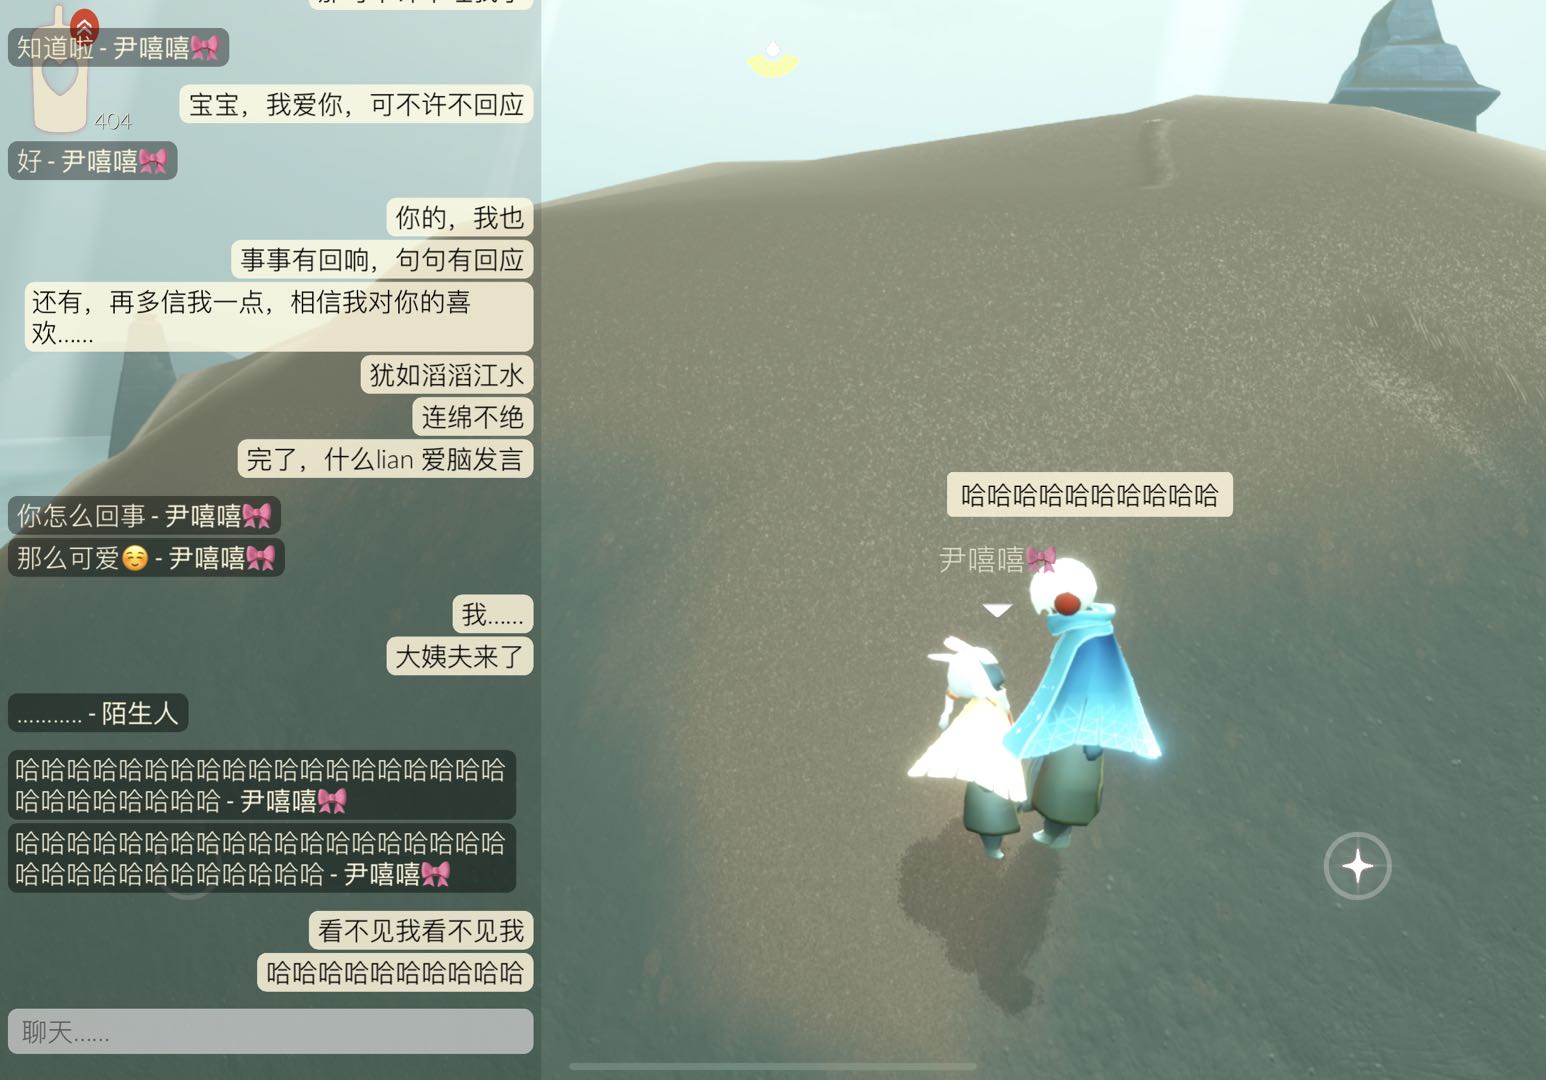 知道啦 - 尹嘻嘻🎀
404
宝宝，我爱你，可不许不回应
好 - 尹嘻嘻🎀
你的，我也
事事有回响，句句有回应
还有，再多信我一点，相信我对你的喜
欢……
犹如滔滔江水
连绵不绝
完了，什么lian 爱脑发言
你怎么回事 - 尹嘻嘻🎀
那么可爱☺️ - 尹嘻嘻🎀
我……
大姨夫来了
........... - 陌生人
哈哈哈哈哈哈哈哈哈哈哈哈哈哈哈哈哈哈哈
哈哈哈哈哈哈哈哈 - 尹嘻嘻🎀
哈哈哈哈哈哈哈哈哈哈哈哈哈哈哈哈哈哈哈
哈哈哈哈哈哈哈哈哈哈哈哈 - 尹嘻嘻🎀
看不见我看不见我
哈哈哈哈哈哈哈哈哈哈
聊天……
哈哈哈哈哈哈哈哈哈哈
尹嘻嘻🎀